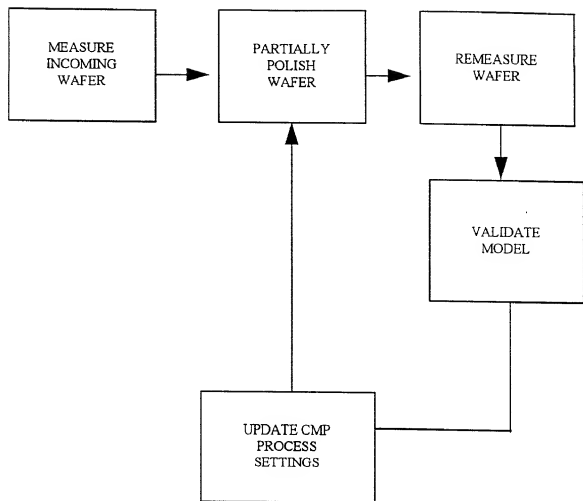 MEASURE
INCOMING
WAFER
PARTIALLY
POLISH
WAFER
REMEASURE
WAFER
VALIDATE
MODEL
UPDATE CMP
PROCESS
SETTINGS